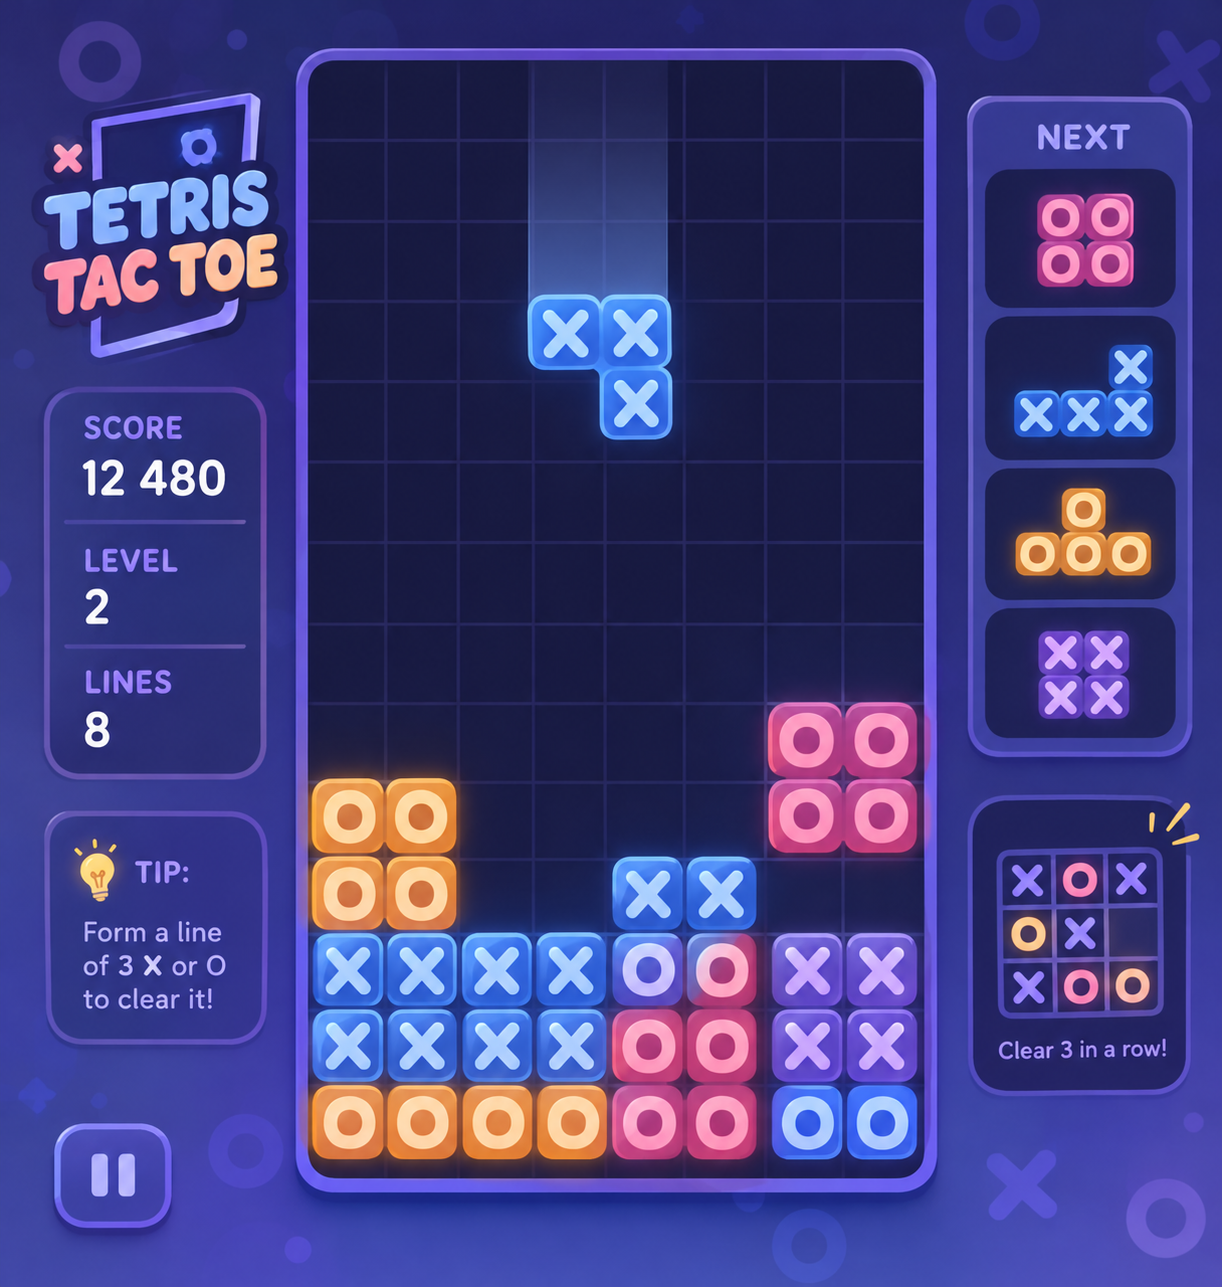 TETRIS
TAC TOE
SCORE
12 480
LEVEL
2
LINES
8
TIP:
Form a line
of 3 X or O
to clear it!
NEXT
O O
O O
X
X X X
O
O O O
X X
X X
X X
X
O O
O O O O
O O X X
X X X X O O X X
X X X X O O X X
O O O O O O O O
X O X
O X
X O O
Clear 3 in a row!